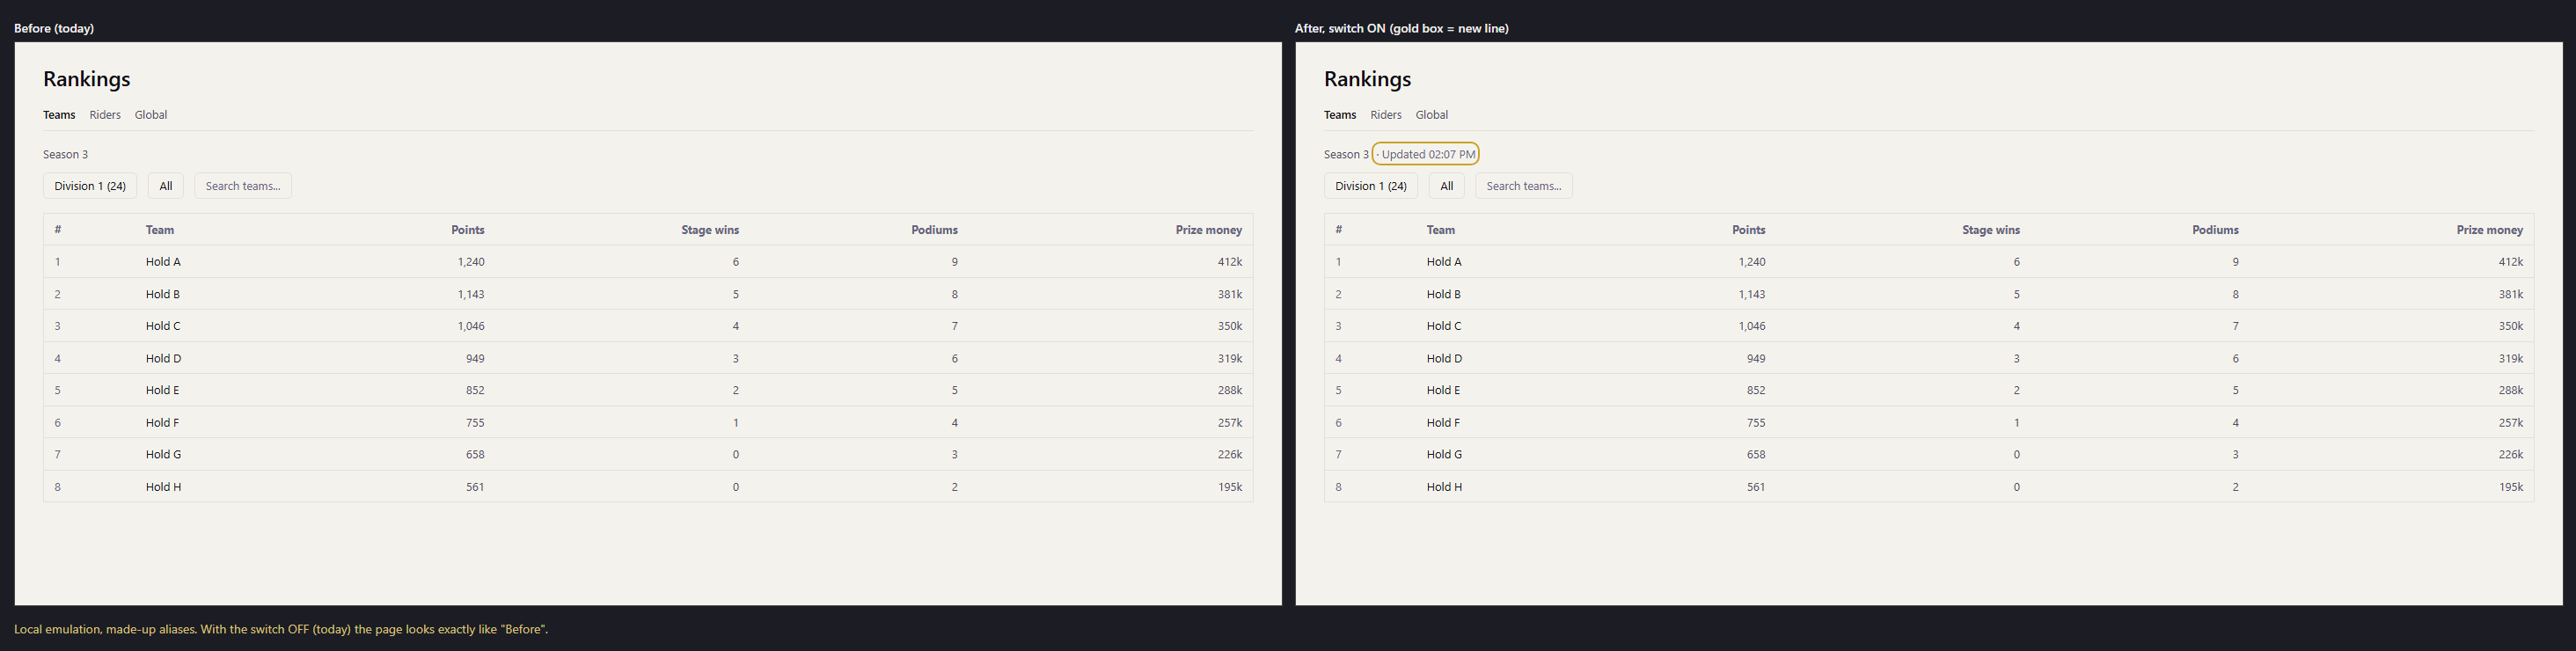 Before (today)
Rankings
Teams Riders Global
Season 3
Division 1 (24) All Search teams...
# Team Points Stage wins Podiums Prize money
1 Hold A 1,240 6 9 412k
2 Hold B 1,143 5 8 381k
3 Hold C 1,046 4 7 350k
4 Hold D 949 3 6 319k
5 Hold E 852 2 5 288k
6 Hold F 755 1 4 257k
7 Hold G 658 0 3 226k
8 Hold H 561 0 2 195k
After, switch ON (gold box = new line)
Rankings
Teams Riders Global
Season 3 · Updated 02:07 PM
Division 1 (24) All Search teams...
# Team Points Stage wins Podiums Prize money
1 Hold A 1,240 6 9 412k
2 Hold B 1,143 5 8 381k
3 Hold C 1,046 4 7 350k
4 Hold D 949 3 6 319k
5 Hold E 852 2 5 288k
6 Hold F 755 1 4 257k
7 Hold G 658 0 3 226k
8 Hold H 561 0 2 195k
Local emulation, made-up aliases. With the switch OFF (today) the page looks exactly like "Before".